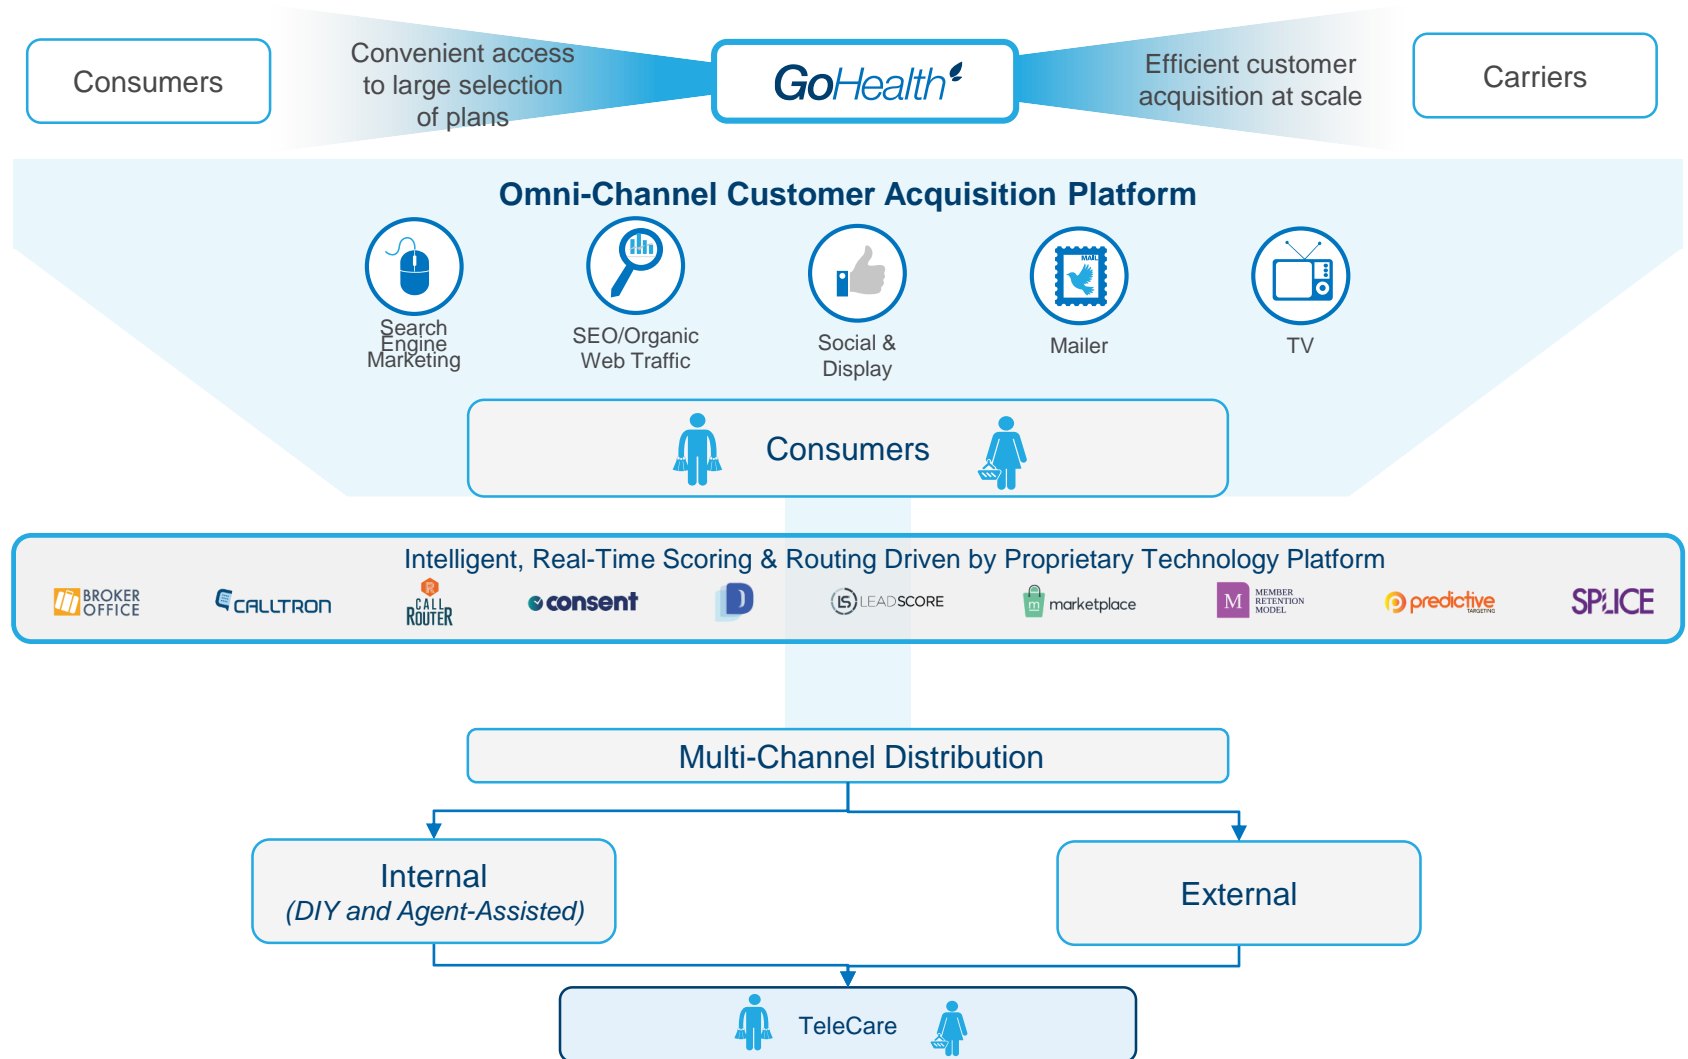 Consumers
Convenient access
to large selection
of plans
GoHealth
Efficient customer
acquisition at scale
Carriers
Omni-Channel Customer Acquisition Platform
Search
Engine
Marketing
SEO/Organic
Web Traffic
Social &
Display
MAIL
Mailer
TV
Consumers
Intelligent, Real-Time Scoring & Routing Driven by Proprietary Technology Platform
BROKER
OFFICE
CALLTRON
R
CALL
ROUTER
consent
D
LS LEADSCORE
m marketplace
M
MEMBER
RETENTION
MODEL
predictive
TARGETING
SPLICE
Multi-Channel Distribution
Internal
(DIY and Agent-Assisted)
External
TeleCare